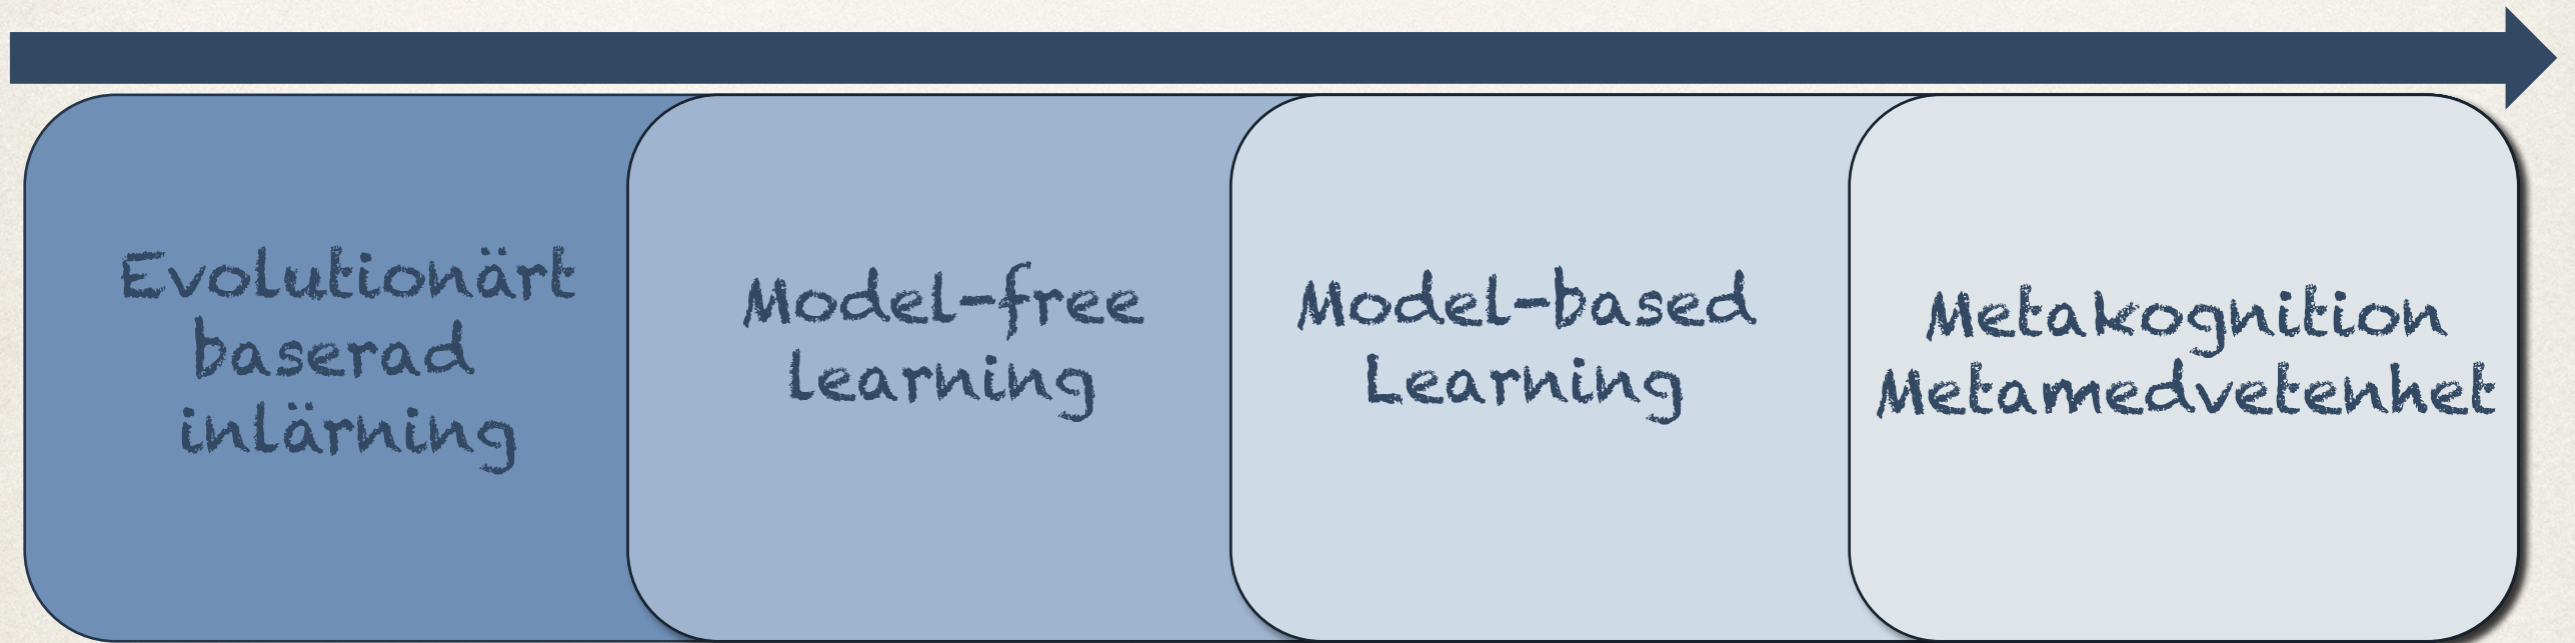 Evolutionärt
baserad
inlärning
Model-free
learning
Model-based
Learning
Metakognition
Metamedvetenhet